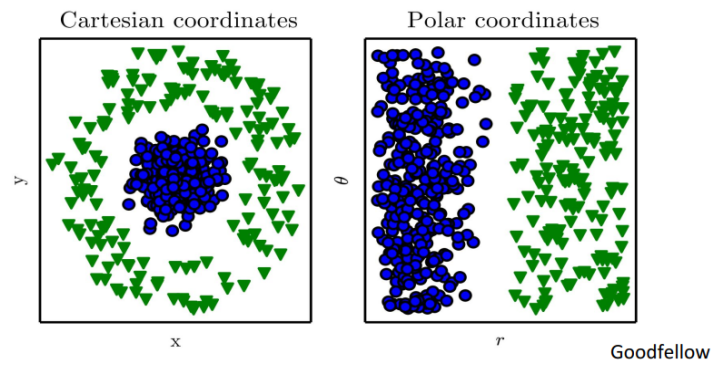 Cartesian coordinates
Polar coordinates
y
x
θ
r
Goodfellow